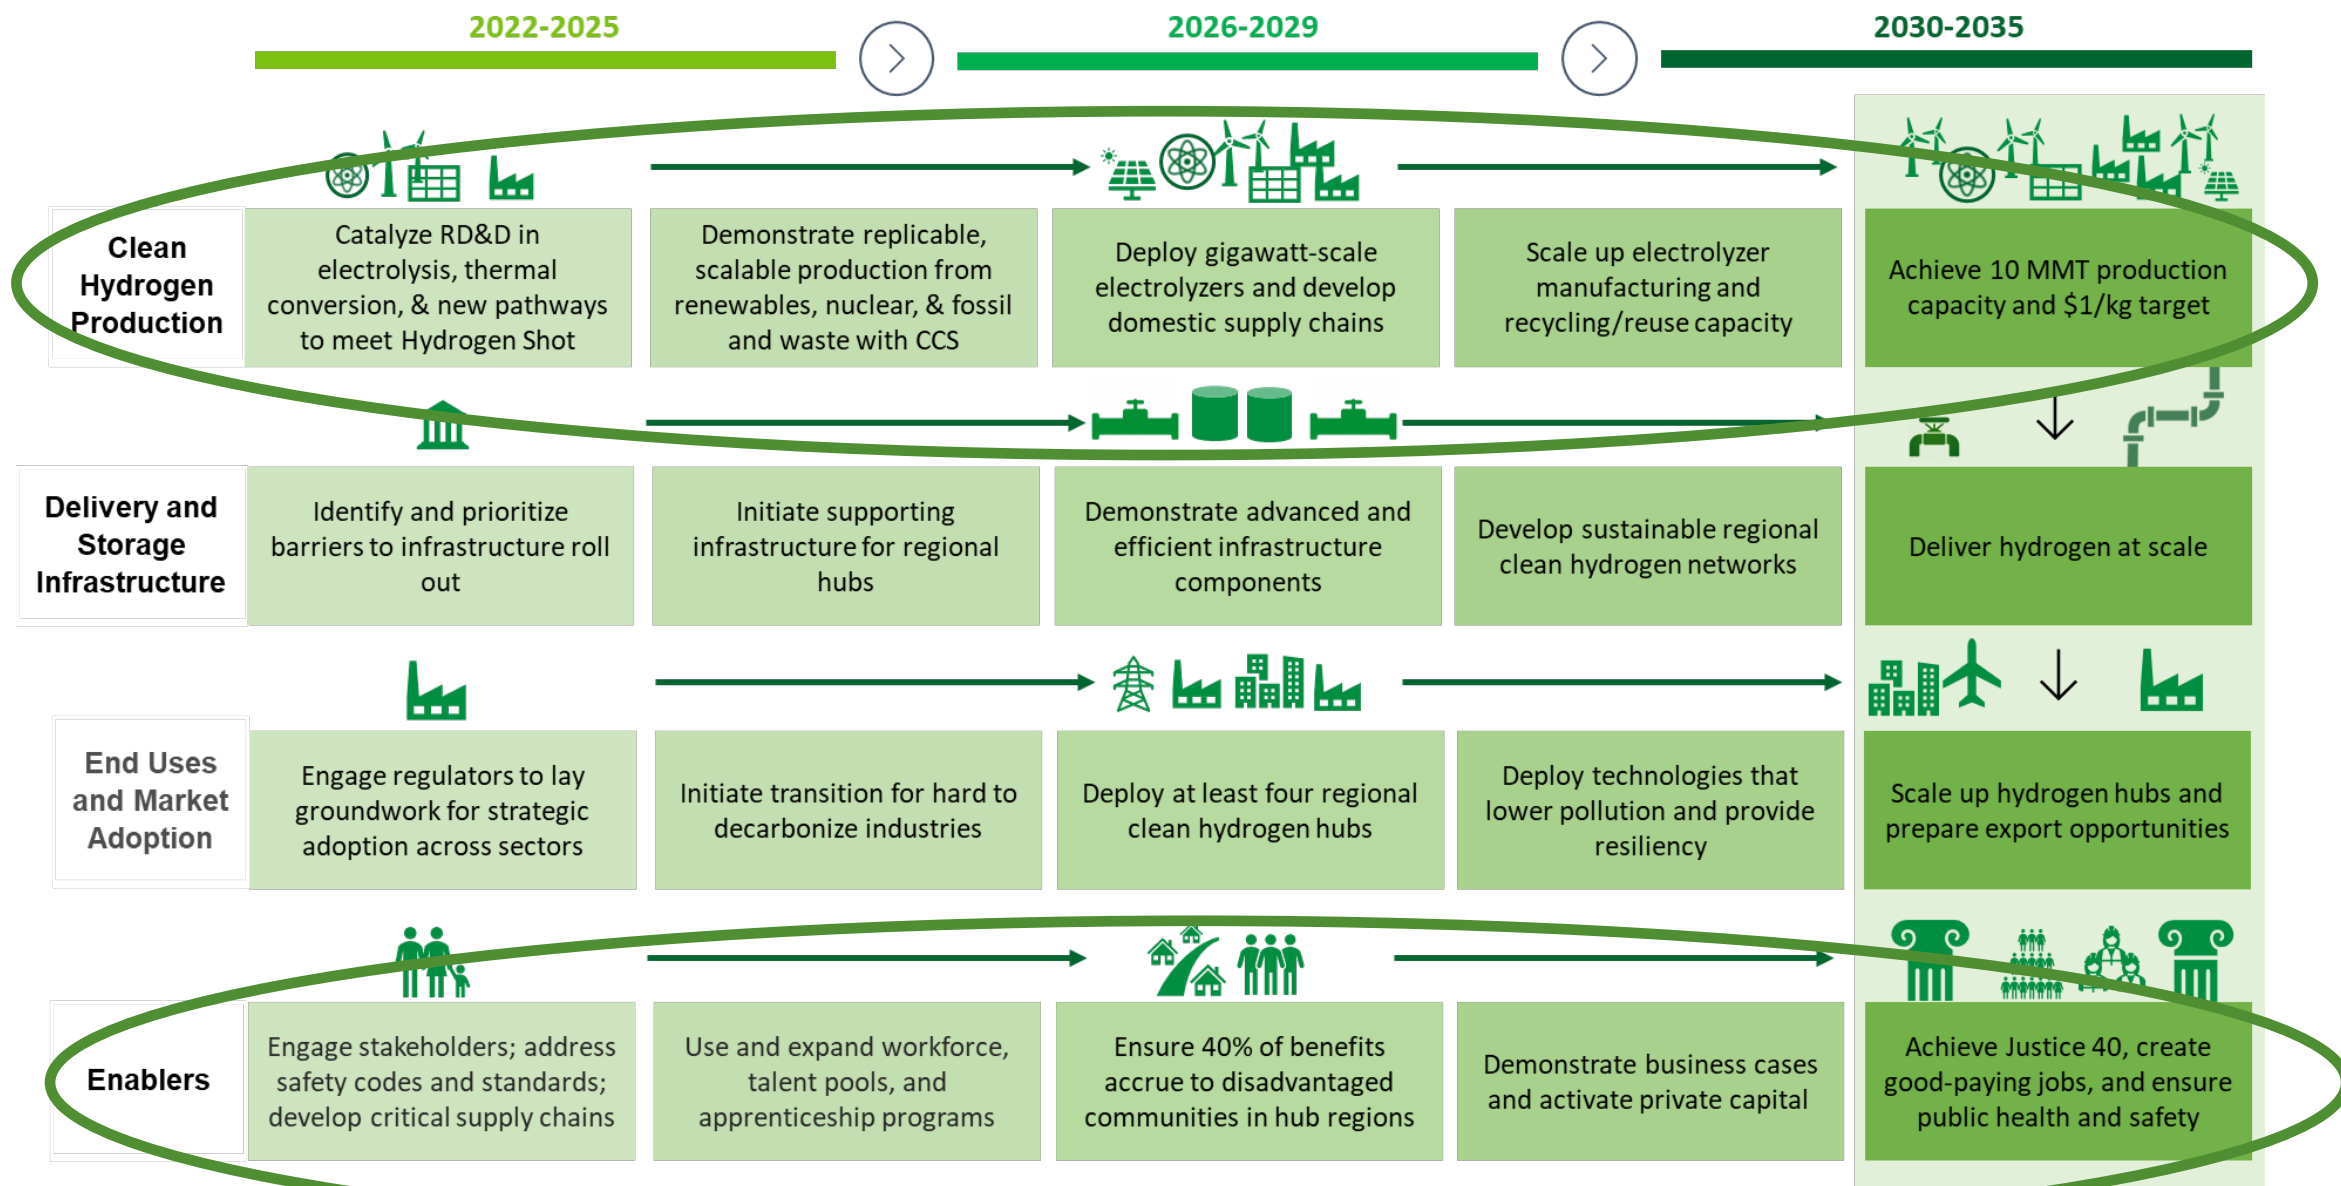 2022-2025
2026-2029
2030-2035
Clean
Hydrogen
Production
Catalyze RD&D in
electrolysis, thermal
conversion, & new pathways
to meet Hydrogen Shot
Demonstrate replicable,
scalable production from
renewables, nuclear, & fossil
and waste with CCS
Deploy gigawatt-scale
electrolyzers and develop
domestic supply chains
Scale up electrolyzer
manufacturing and
recycling/reuse capacity
Achieve 10 MMT production
capacity and $1/kg target
Delivery and
Storage
Infrastructure
Identify and prioritize
barriers to infrastructure roll
out
Initiate supporting
infrastructure for regional
hubs
Demonstrate advanced and
efficient infrastructure
components
Develop sustainable regional
clean hydrogen networks
Deliver hydrogen at scale
End Uses
and Market
Adoption
Engage regulators to lay
groundwork for strategic
adoption across sectors
Initiate transition for hard to
decarbonize industries
Deploy at least four regional
clean hydrogen hubs
Deploy technologies that
lower pollution and provide
resiliency
Scale up hydrogen hubs and
prepare export opportunities
Enablers
Engage stakeholders; address
safety codes and standards;
develop critical supply chains
Use and expand workforce,
talent pools, and
apprenticeship programs
Ensure 40% of benefits
accrue to disadvantaged
communities in hub regions
Demonstrate business cases
and activate private capital
Achieve Justice 40, create
good-paying jobs, and ensure
public health and safety